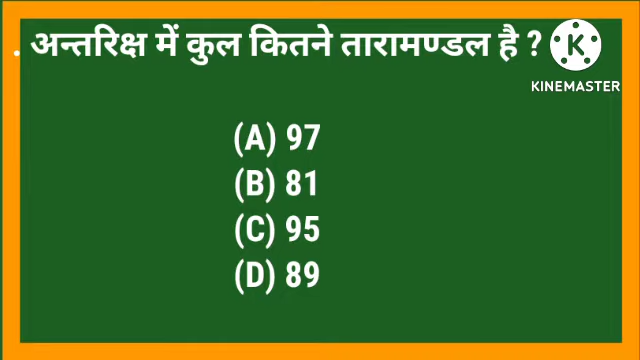 . अन्तरिक्ष में कुल कितने तारामण्डल है ?
K
KINEMASTER
(A) 97
(B) 81
(C) 95
(D) 89